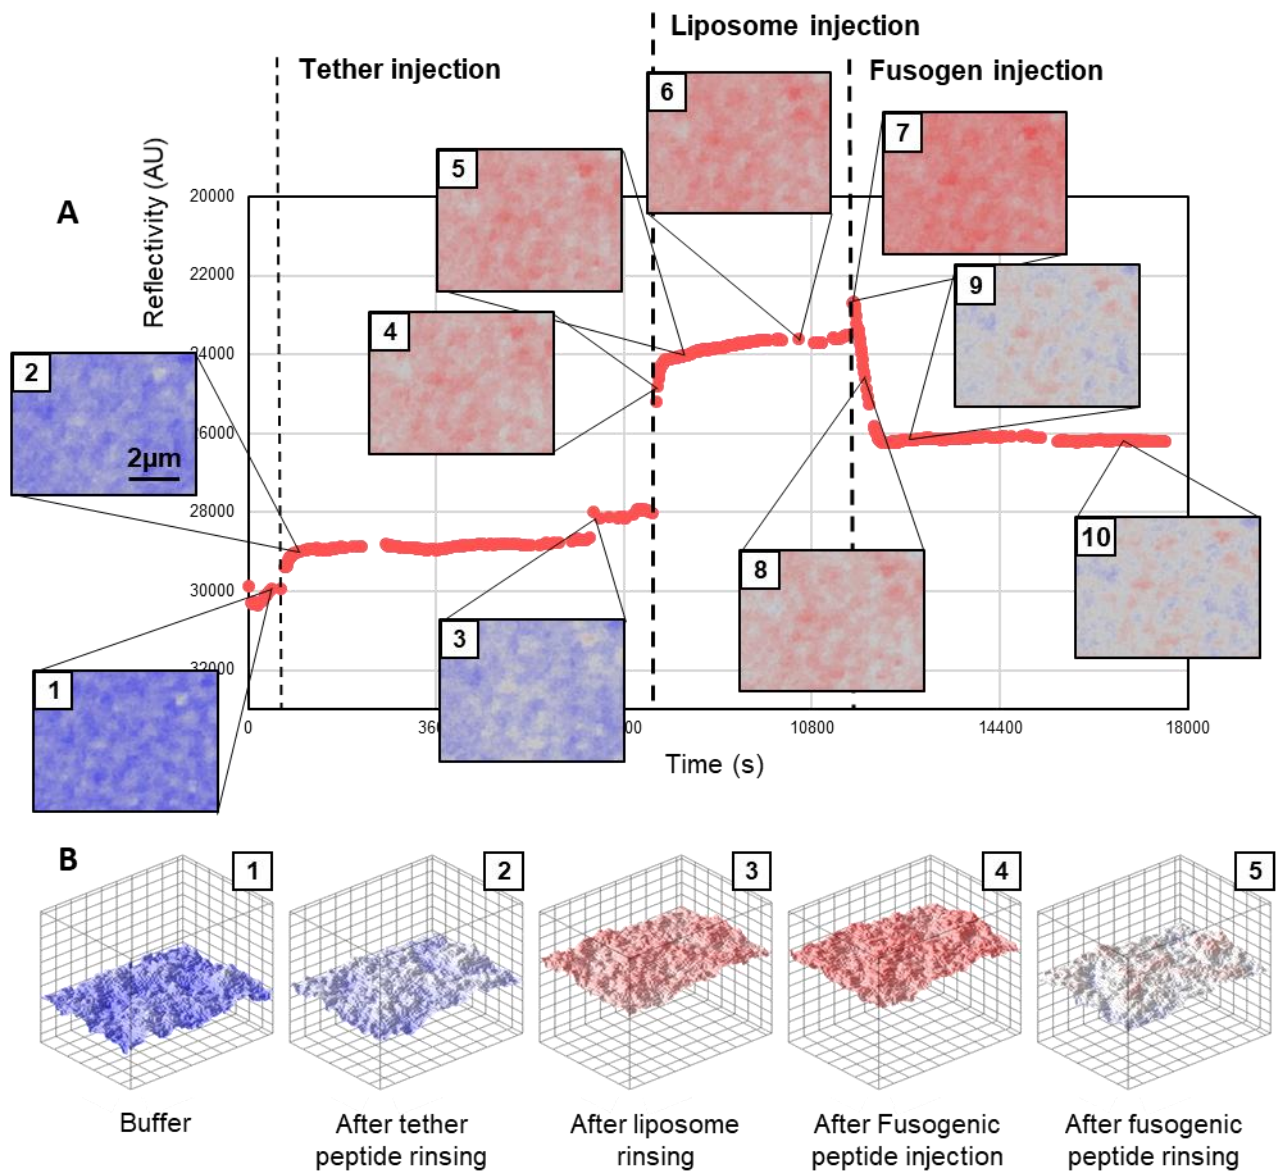 Liposome injection
Tether injection
Fusogen injection
Reflectivity (AU)
A
20000
22000
24000
26000
28000
30000
32000
1
2
2µm
3
4
5
6
7
8
9
10
0
10800
14400
18000
Time (s)
B
1
2
3
4
5
Buffer
After tether
peptide rinsing
After liposome
rinsing
After Fusogenic
peptide injection
After fusogenic
peptide rinsing